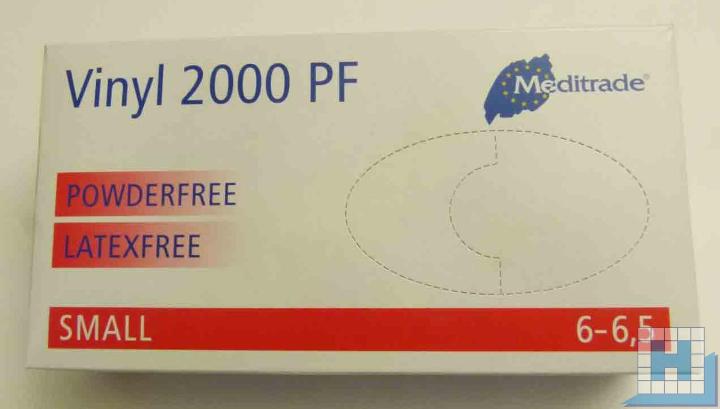 Vinyl 2000 PF
Meditrade®
POWDERFREE
LATEXFREE
SMALL 6-6,5